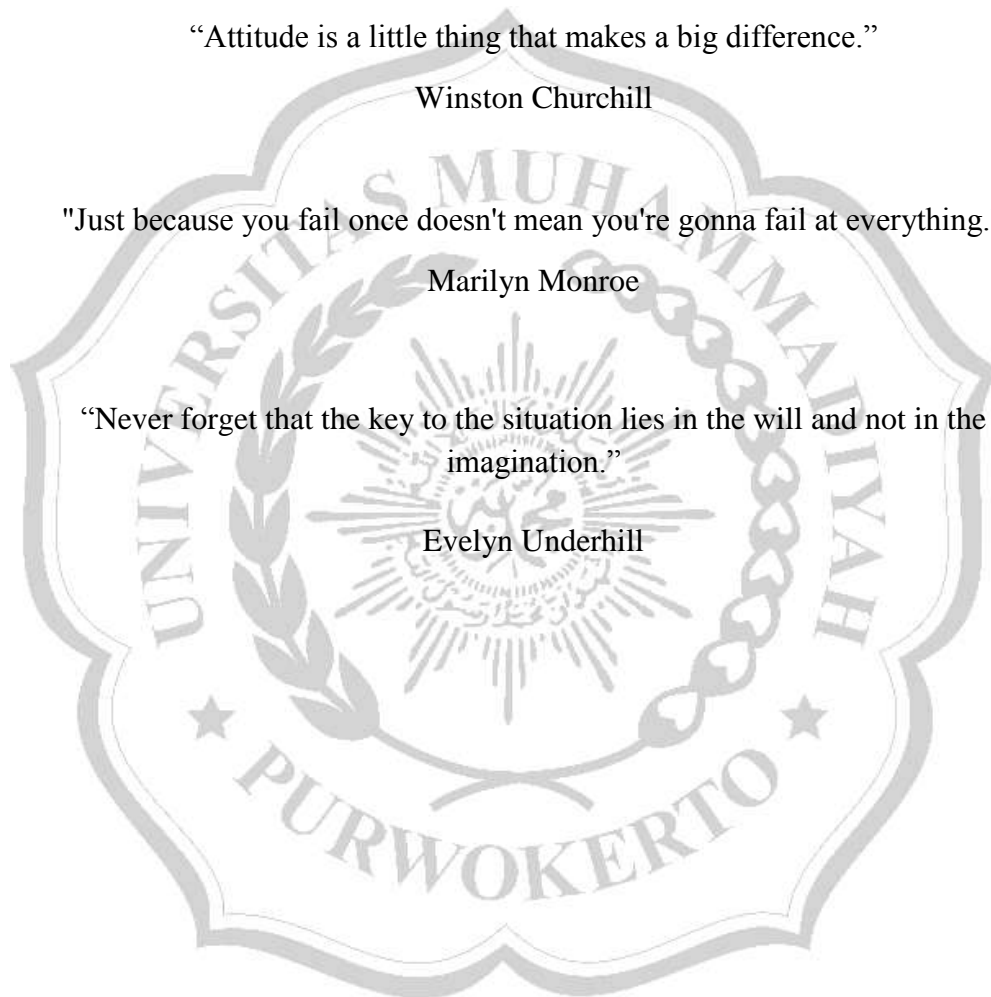 “Attitude is a little thing that makes a big difference.”
Winston Churchill
"Just because you fail once doesn't mean you're gonna fail at everything.
Marilyn Monroe
“Never forget that the key to the situation lies in the will and not in the
imagination.”
Evelyn Underhill
UNIVERSITAS MUHAMMADIYAH
PURWOKERTO